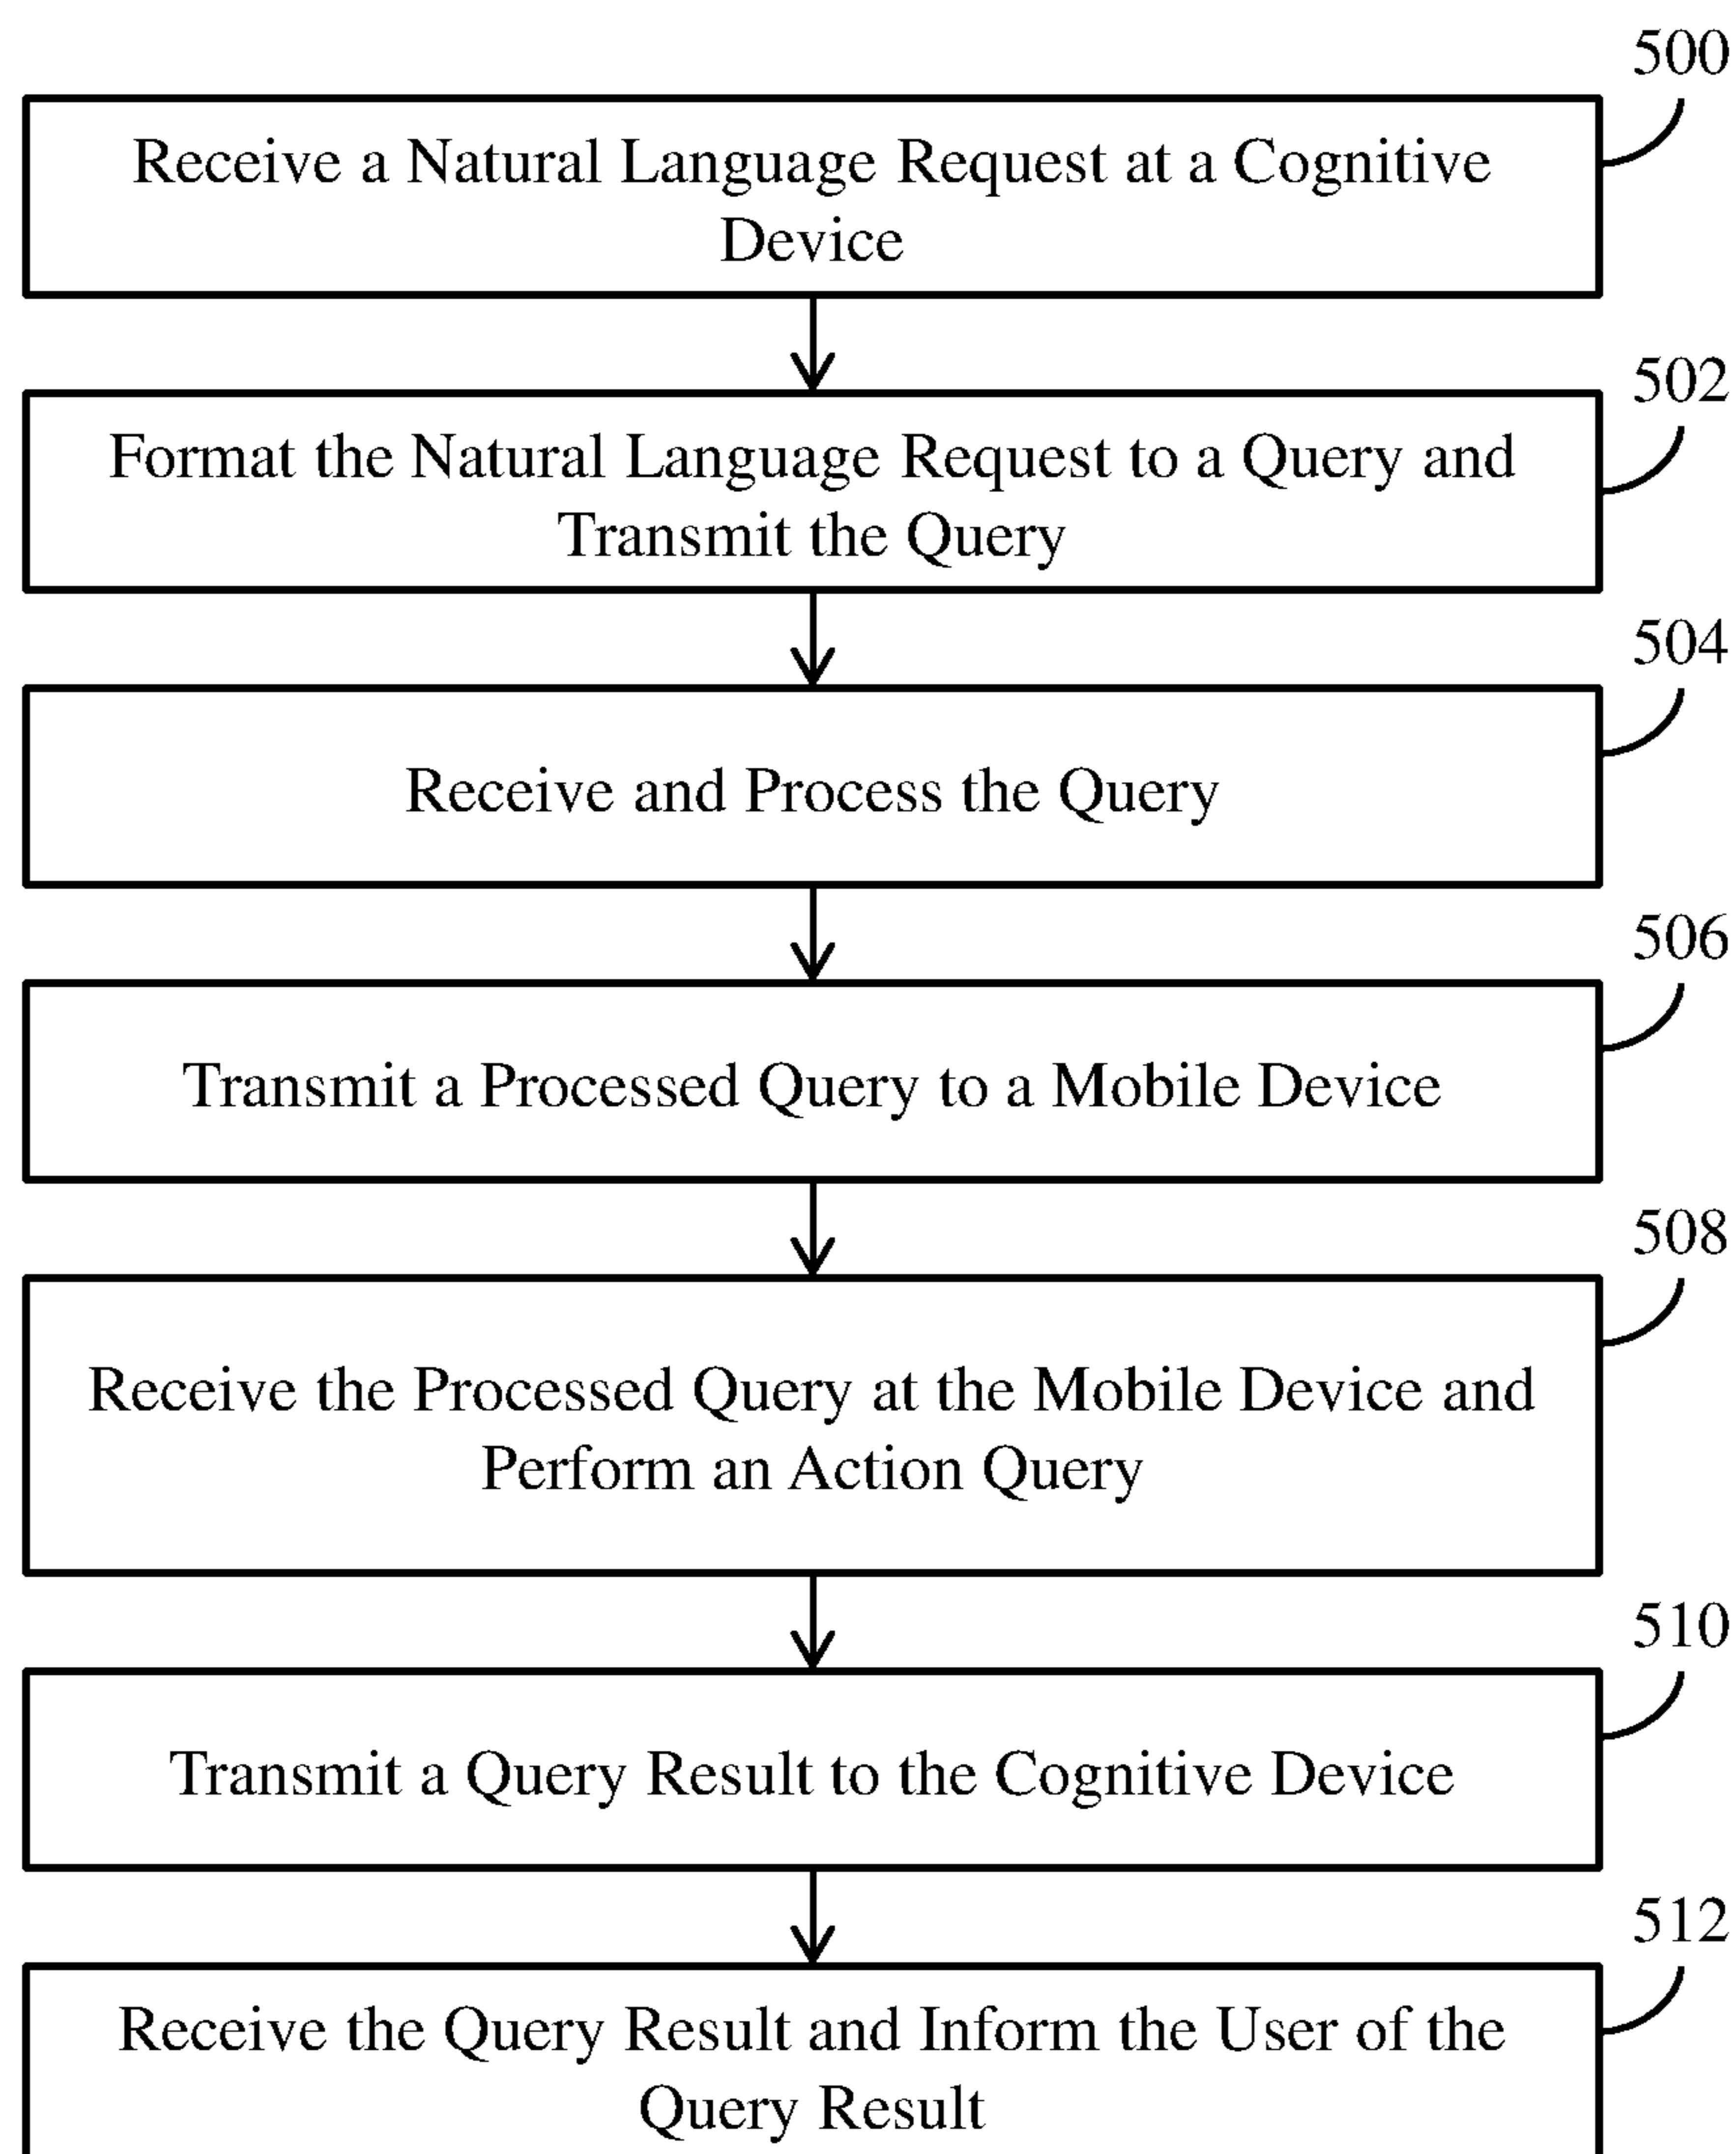 500
Receive a Natural Language Request at a Cognitive
Device
502
Format the Natural Language Request to a Query and
Transmit the Query
504
Receive and Process the Query
506
Transmit a Processed Query to a Mobile Device
508
Receive the Processed Query at the Mobile Device and
Perform an Action Query
510
Transmit a Query Result to the Cognitive Device
512
Receive the Query Result and Inform the User of the
Query Result